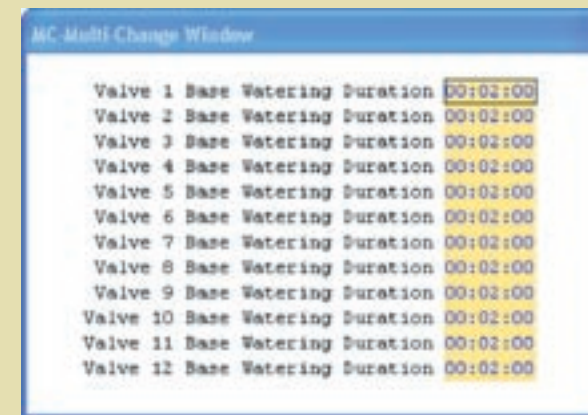 MC-Multi-Change Window
Valve 1 Base Watering Duration 00:02:00
Valve 2 Base Watering Duration 00:02:00
Valve 3 Base Watering Duration 00:02:00
Valve 4 Base Watering Duration 00:02:00
Valve 5 Base Watering Duration 00:02:00
Valve 6 Base Watering Duration 00:02:00
Valve 7 Base Watering Duration 00:02:00
Valve 8 Base Watering Duration 00:02:00
Valve 9 Base Watering Duration 00:02:00
Valve 10 Base Watering Duration 00:02:00
Valve 11 Base Watering Duration 00:02:00
Valve 12 Base Watering Duration 00:02:00